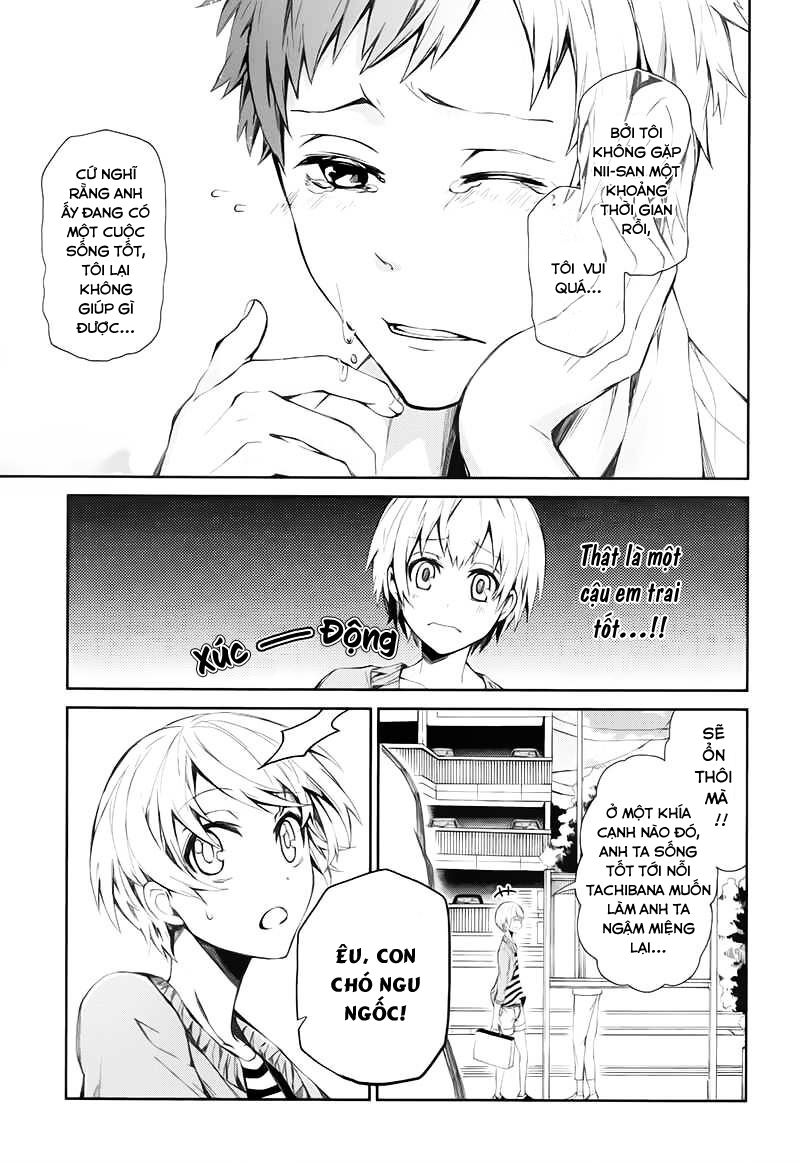 BỞI TÔI
KHÔNG GẶP
NII-SAN MỘT
KHOẢNG
THỜI GIAN
RỒI,
TÔI VUI
QUÁ...
CỨ NGHĨ
RẰNG ANH
ẤY ĐANG CÓ
MỘT CUỘC
SỐNG TỐT,
TÔI LẠI
KHÔNG
GIÚP GÌ
ĐƯỢC...
Thật là một
cậu em trai
tốt...!!
Xúc — Động
SẼ
ỔN
THÔI
MÀ
!!
Ở MỘT KHÍA
CẠNH NÀO ĐÓ,
ANH TA SỐNG
TỐT TỚI NỖI
TACHIBANA MUỐN
LÀM ANH TA
NGẬM MIỆNG
LẠI...
ÊU, CON
CHÓ NGU
NGỐC!